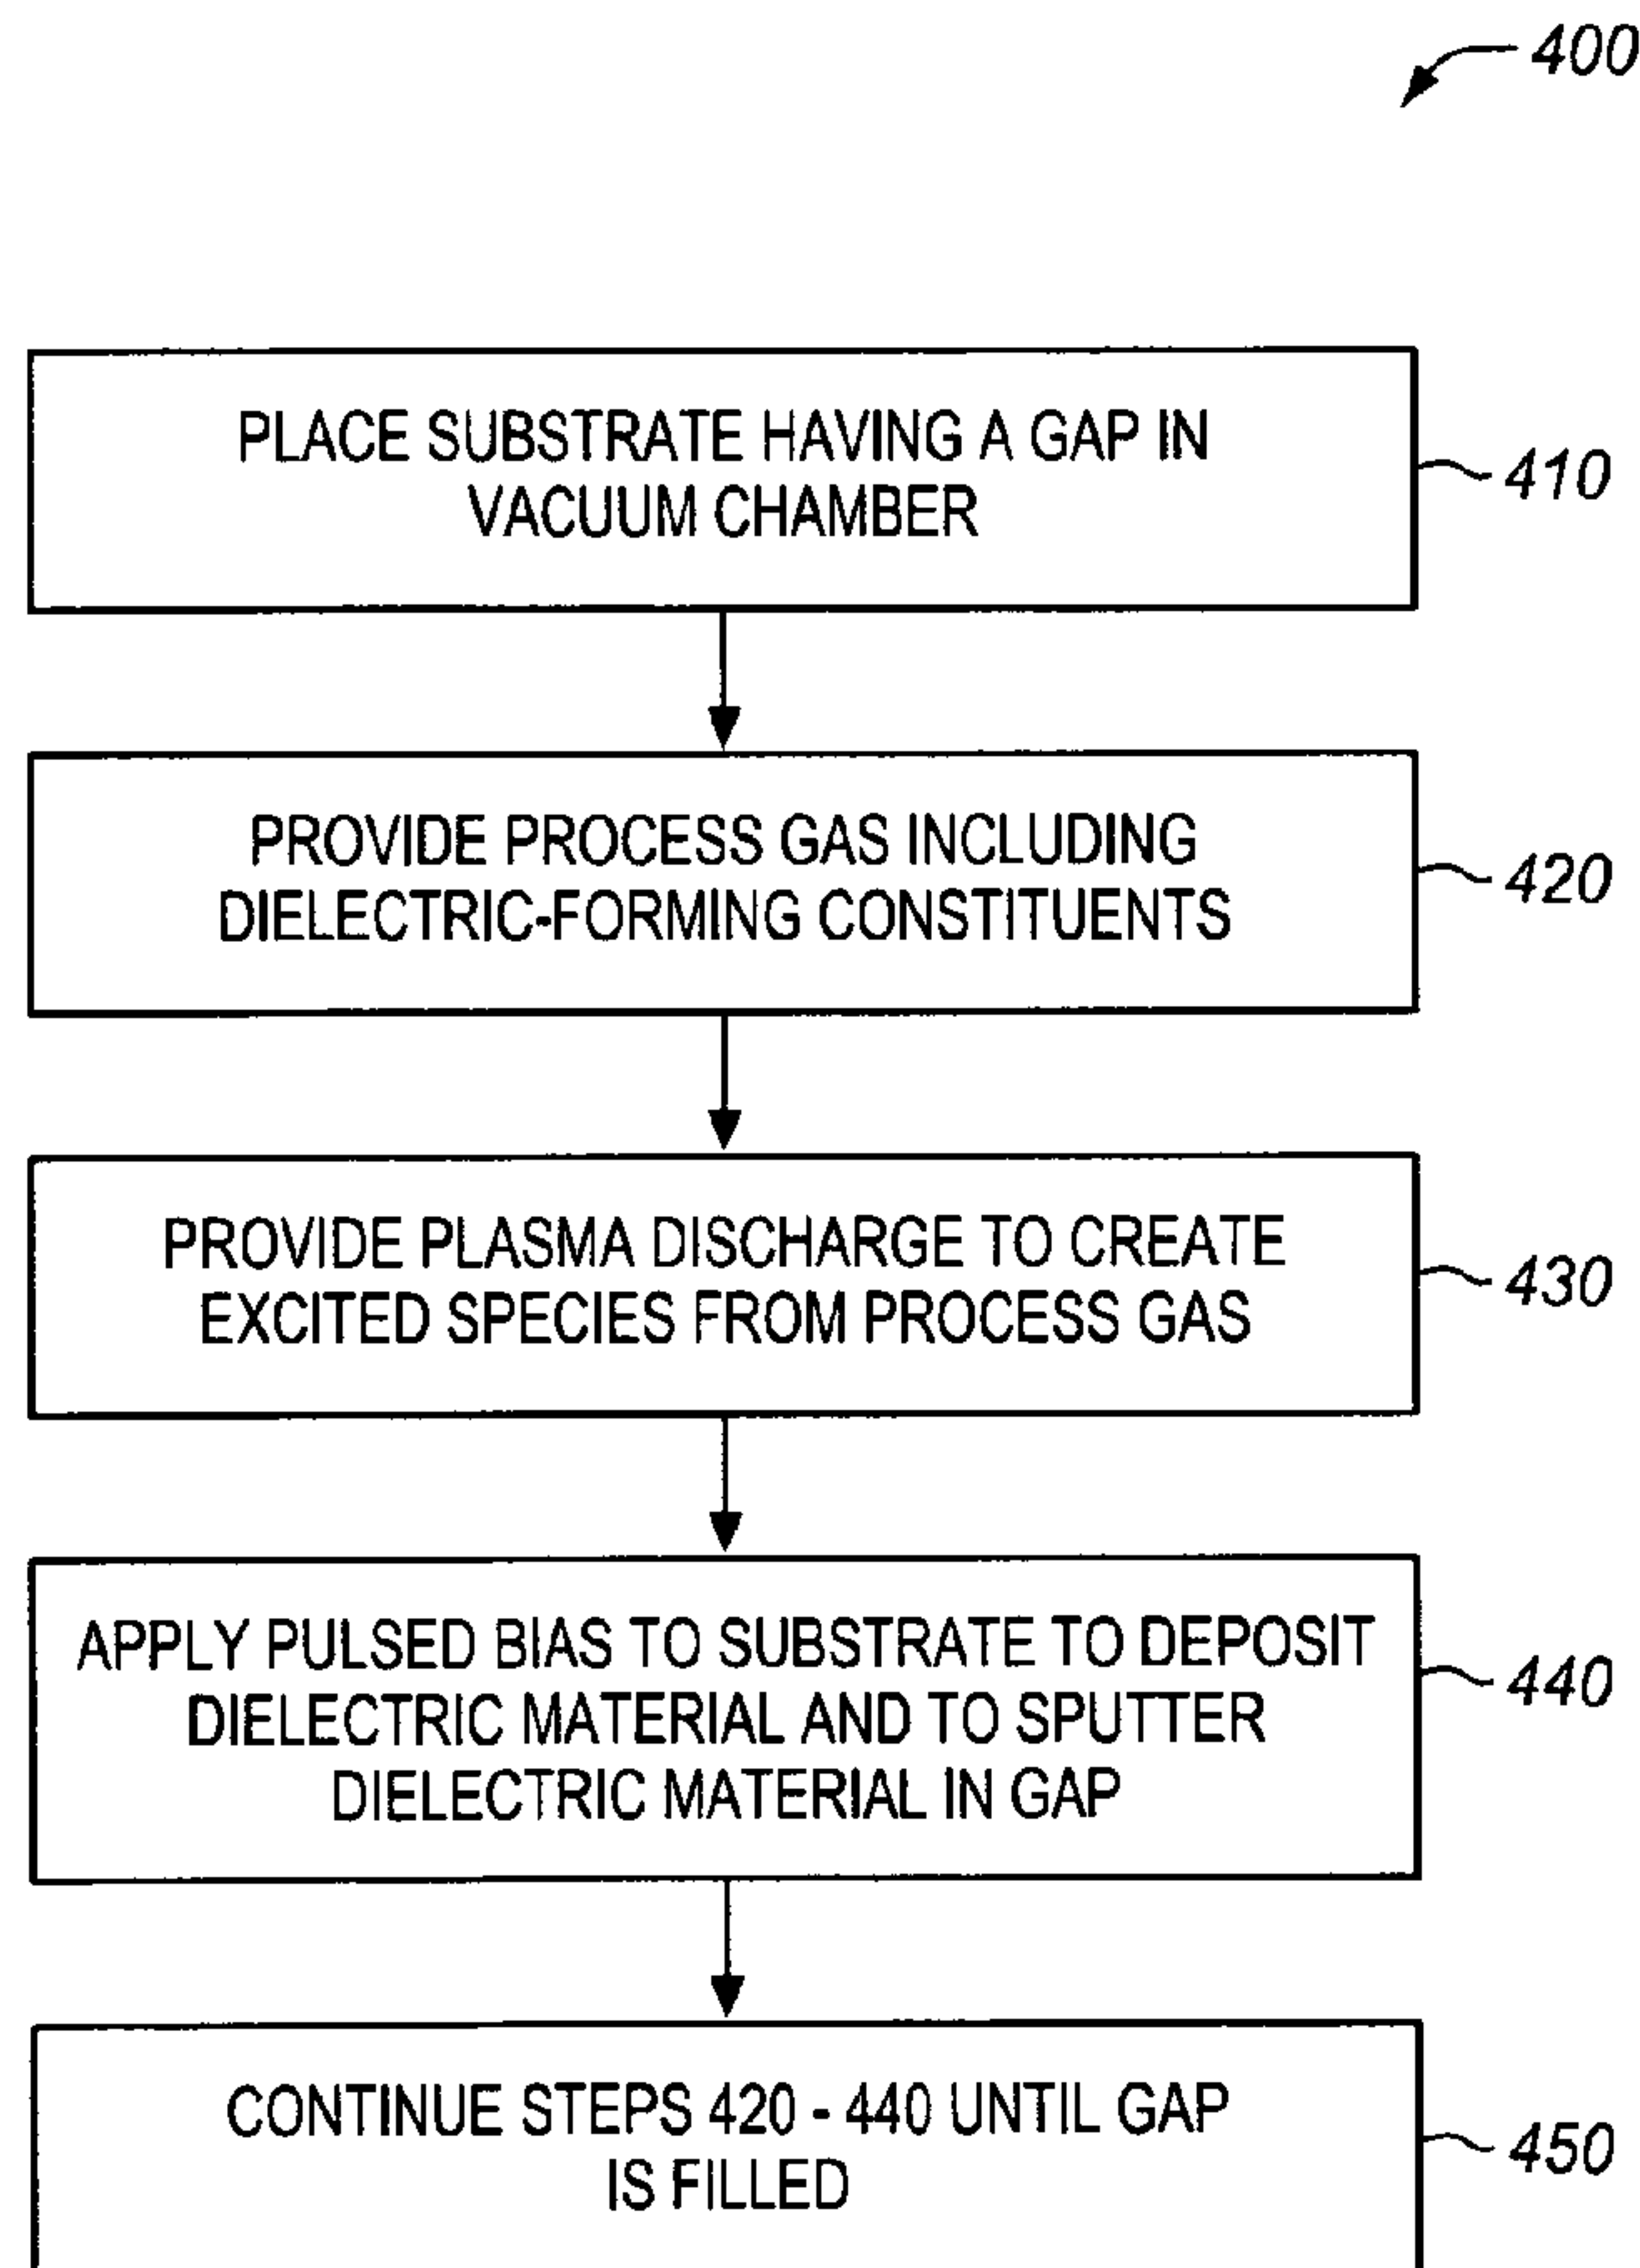 400
PLACE SUBSTRATE HAVING A GAP IN
VACUUM CHAMBER
410
PROVIDE PROCESS GAS INCLUDING
DIELECTRIC-FORMING CONSTITUENTS
420
PROVIDE PLASMA DISCHARGE TO CREATE
EXCITED SPECIES FROM PROCESS GAS
430
APPLY PULSED BIAS TO SUBSTRATE TO DEPOSIT
DIELECTRIC MATERIAL AND TO SPUTTER
DIELECTRIC MATERIAL IN GAP
440
CONTINUE STEPS 420 - 440 UNTIL GAP
IS FILLED
450